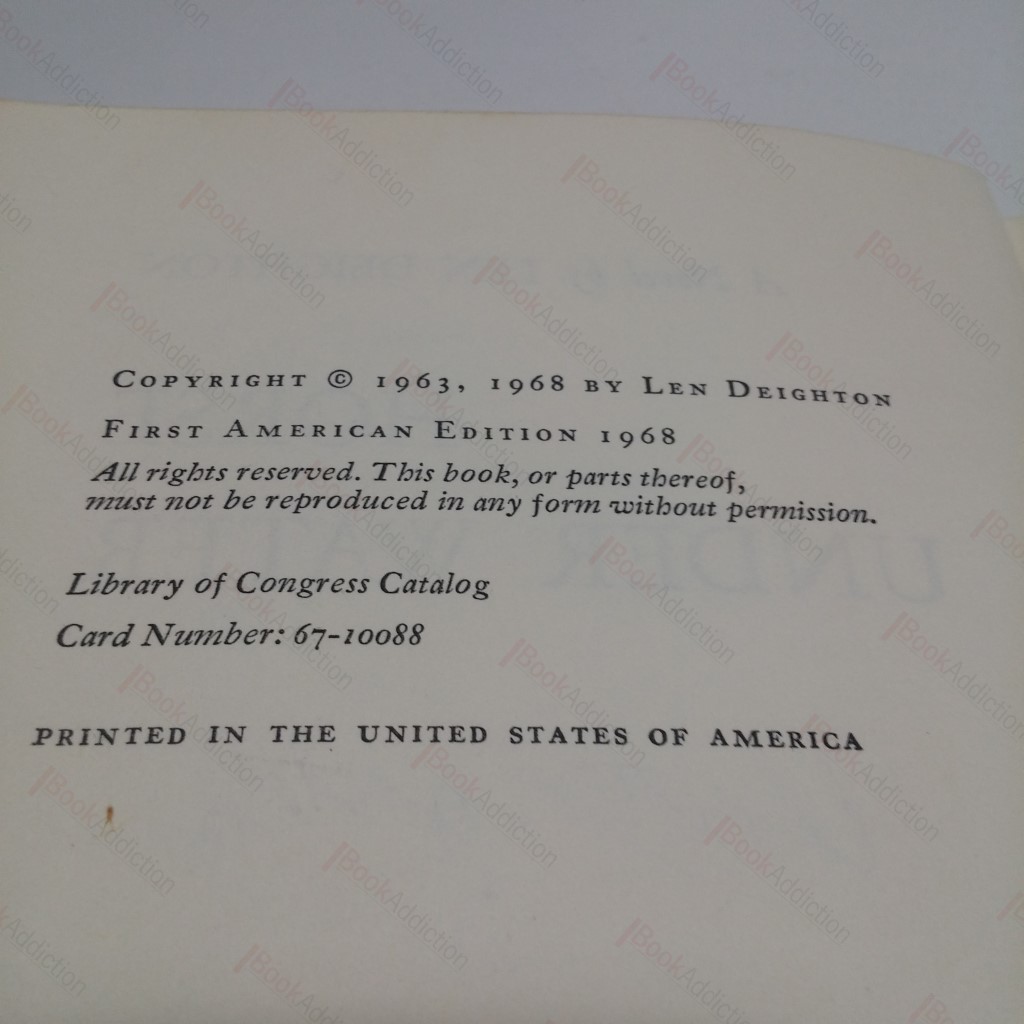 COPYRIGHT © 1963, 1968 BY LEN DEIGHTON
FIRST AMERICAN EDITION 1968
All rights reserved. This book, or parts thereof,
must not be reproduced in any form without permission.
Library of Congress Catalog
Card Number: 67-10088
PRINTED IN THE UNITED STATES OF AMERICA
BookAddiction